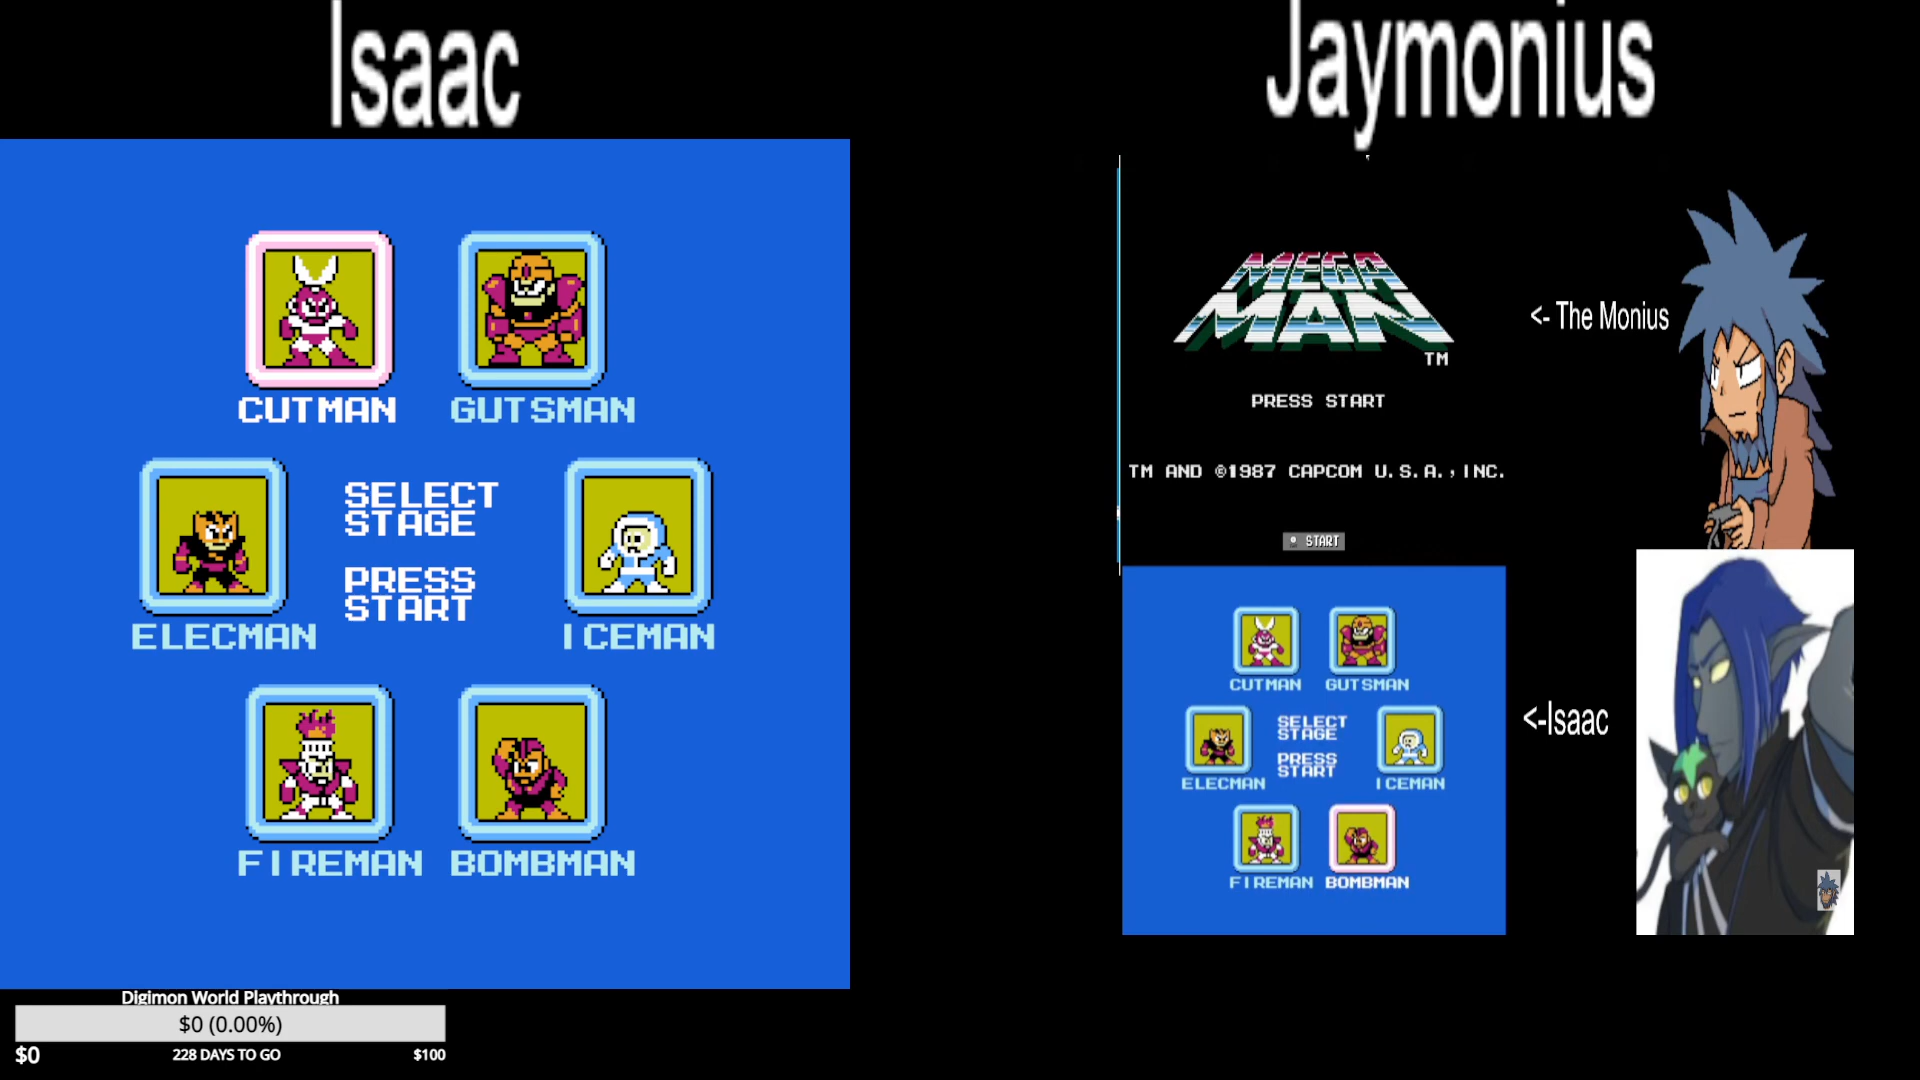 Isaac
CUTMAN GUTSMAN
ELECMAN
SELECT
STAGE
PRESS
START
ICEMAN
FIREMAN BOMBMAN
Digimon World Playthrough
$0 (0.00%)
$0 228 DAYS TO GO $100
Jaymonius
MEGA
MAN
TM
PRESS START
TM AND ©1987 CAPCOM U.S.A., INC.
START
<- The Monius
CUTMAN GUTSMAN
ELECMAN
SELECT
STAGE
PRESS
START
ICEMAN
FIREMAN BOMBMAN
<-Isaac